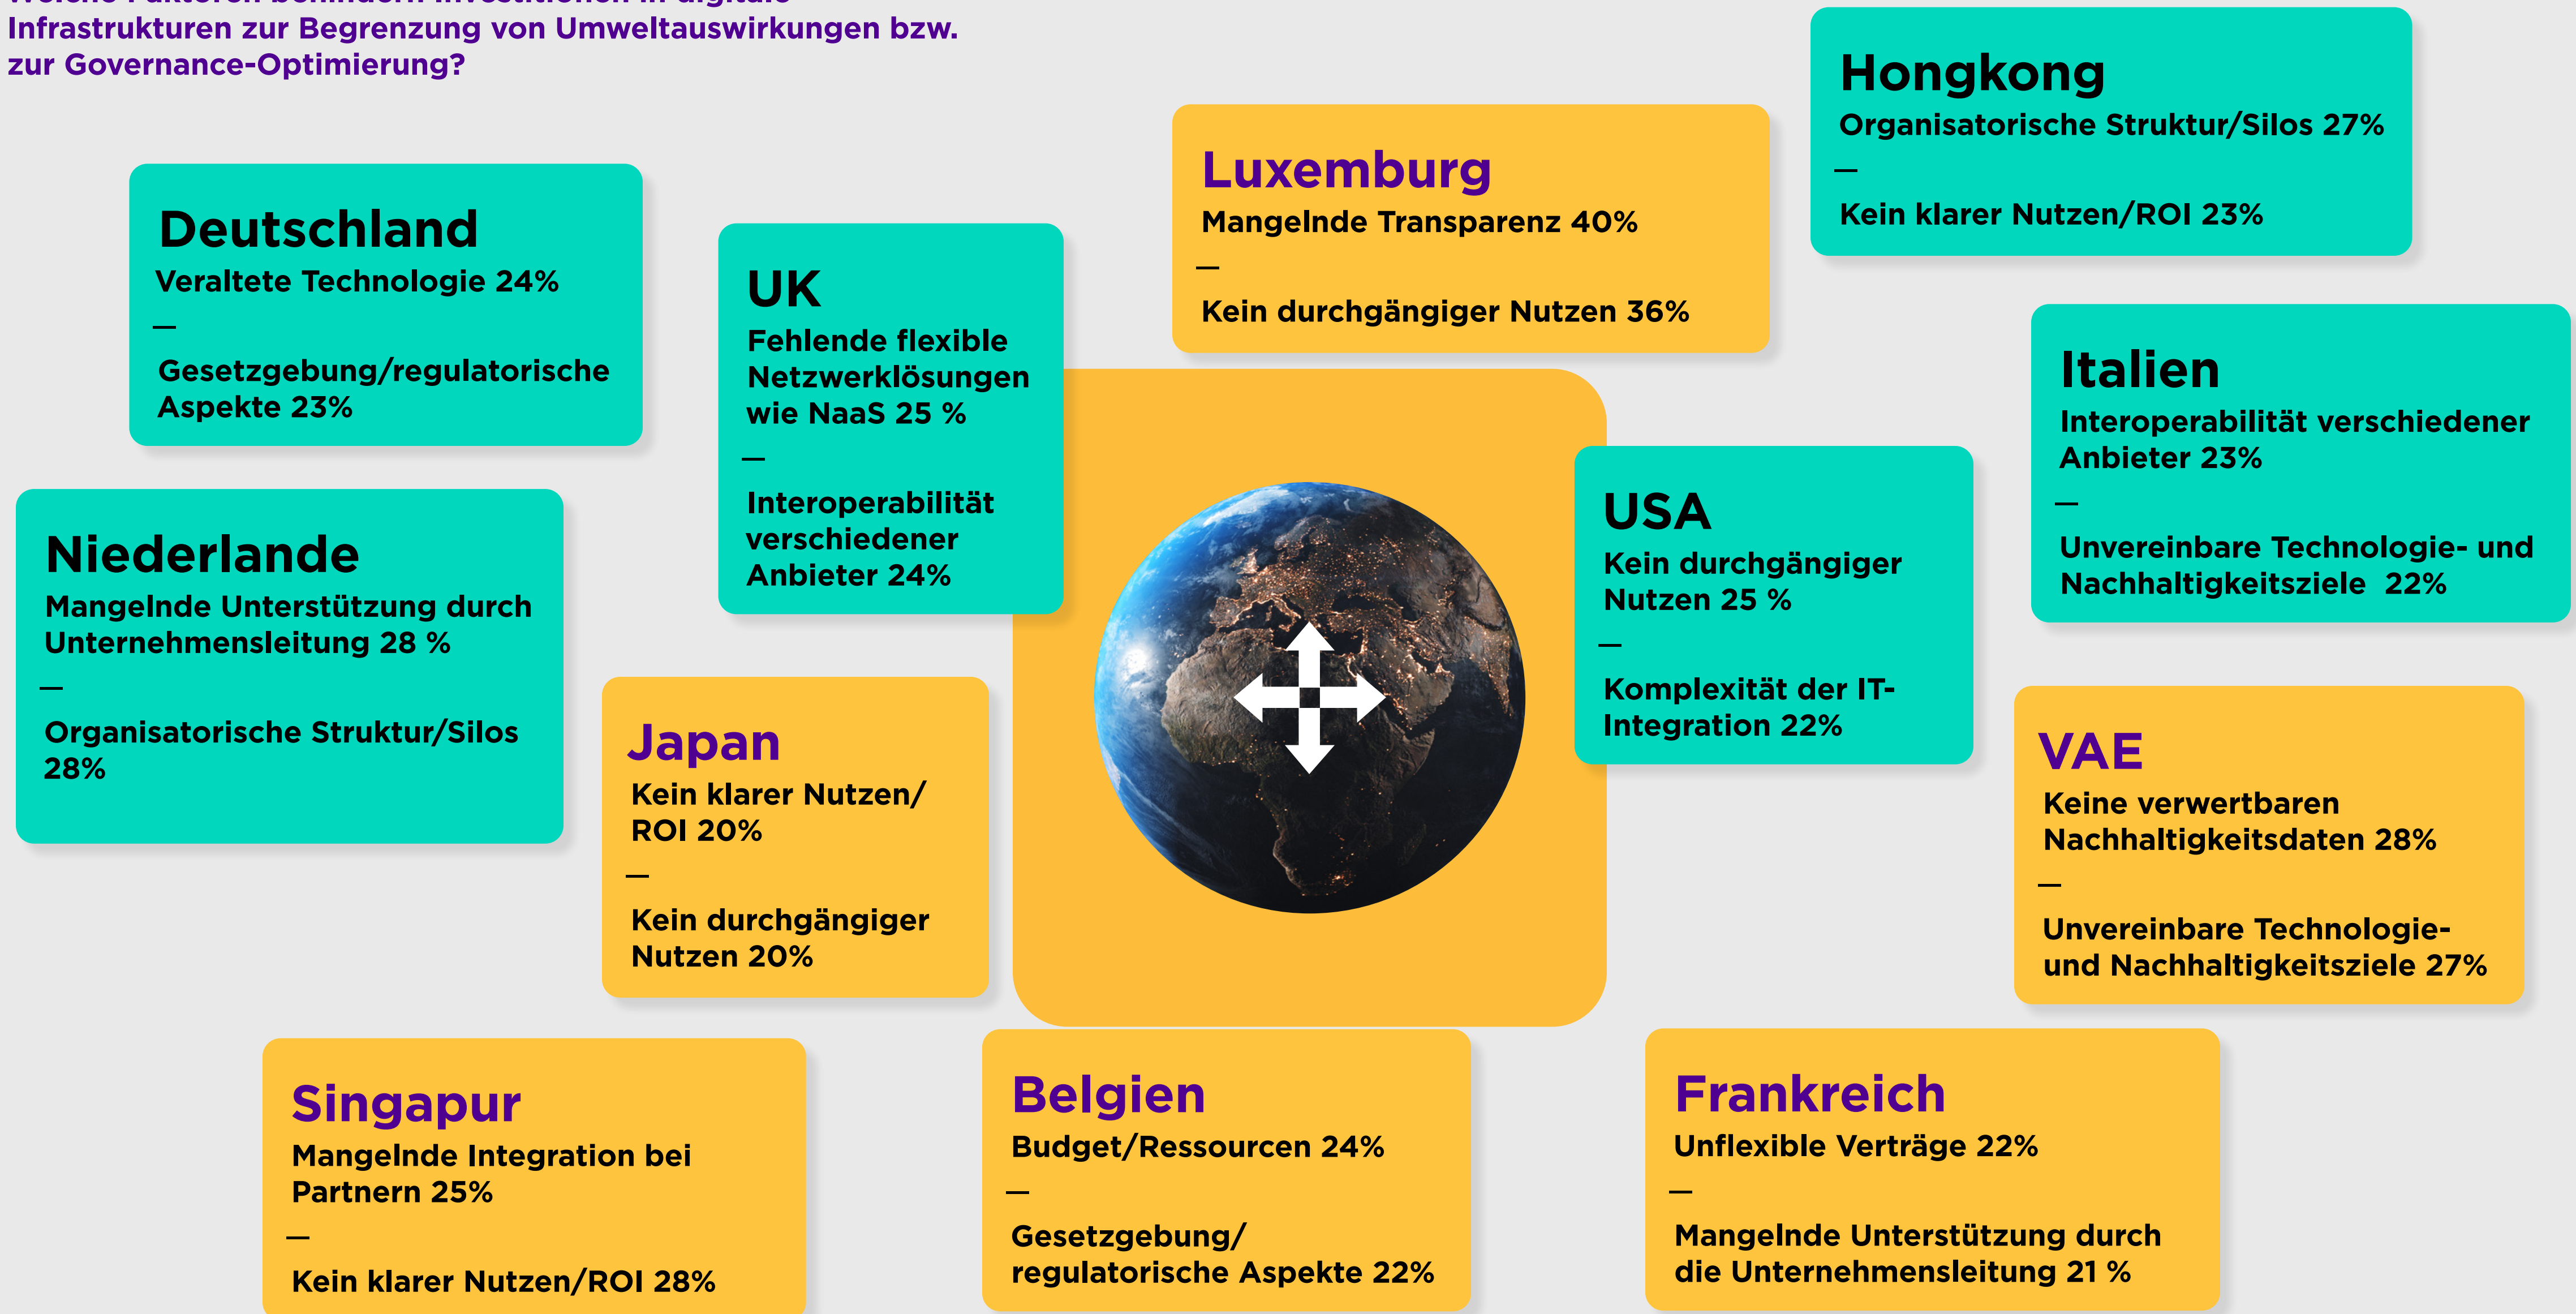 Welche Faktoren behindern Investitionen in digitale
Infrastrukturen zur Begrenzung von Umweltauswirkungen bzw.
zur Governance-Optimierung?
Deutschland
Veraltete Technologie 24%
—
Gesetzgebung/regulatorische
Aspekte 23%
UK
Fehlende flexible
Netzwerklösungen
wie NaaS 25 %
—
Interoperabilität
verschiedener
Anbieter 24%
Luxemburg
Mangelnde Transparenz 40%
—
Kein durchgängiger Nutzen 36%
Hongkong
Organisatorische Struktur/Silos 27%
—
Kein klarer Nutzen/ROI 23%
Niederlande
Mangelnde Unterstützung durch
Unternehmensleitung 28 %
—
Organisatorische Struktur/Silos
28%
Japan
Kein klarer Nutzen/
ROI 20%
—
Kein durchgängiger
Nutzen 20%
USA
Kein durchgängiger
Nutzen 25 %
—
Komplexität der IT-
Integration 22%
Italien
Interoperabilität verschiedener
Anbieter 23%
—
Unvereinbare Technologie- und
Nachhaltigkeitsziele 22%
VAE
Keine verwertbaren
Nachhaltigkeitsdaten 28%
—
Unvereinbare Technologie-
und Nachhaltigkeitsziele 27%
Singapur
Mangelnde Integration bei
Partnern 25%
—
Kein klarer Nutzen/ROI 28%
Belgien
Budget/Ressourcen 24%
—
Gesetzgebung/
regulatorische Aspekte 22%
Frankreich
Unflexible Verträge 22%
—
Mangelnde Unterstützung durch
die Unternehmensleitung 21 %